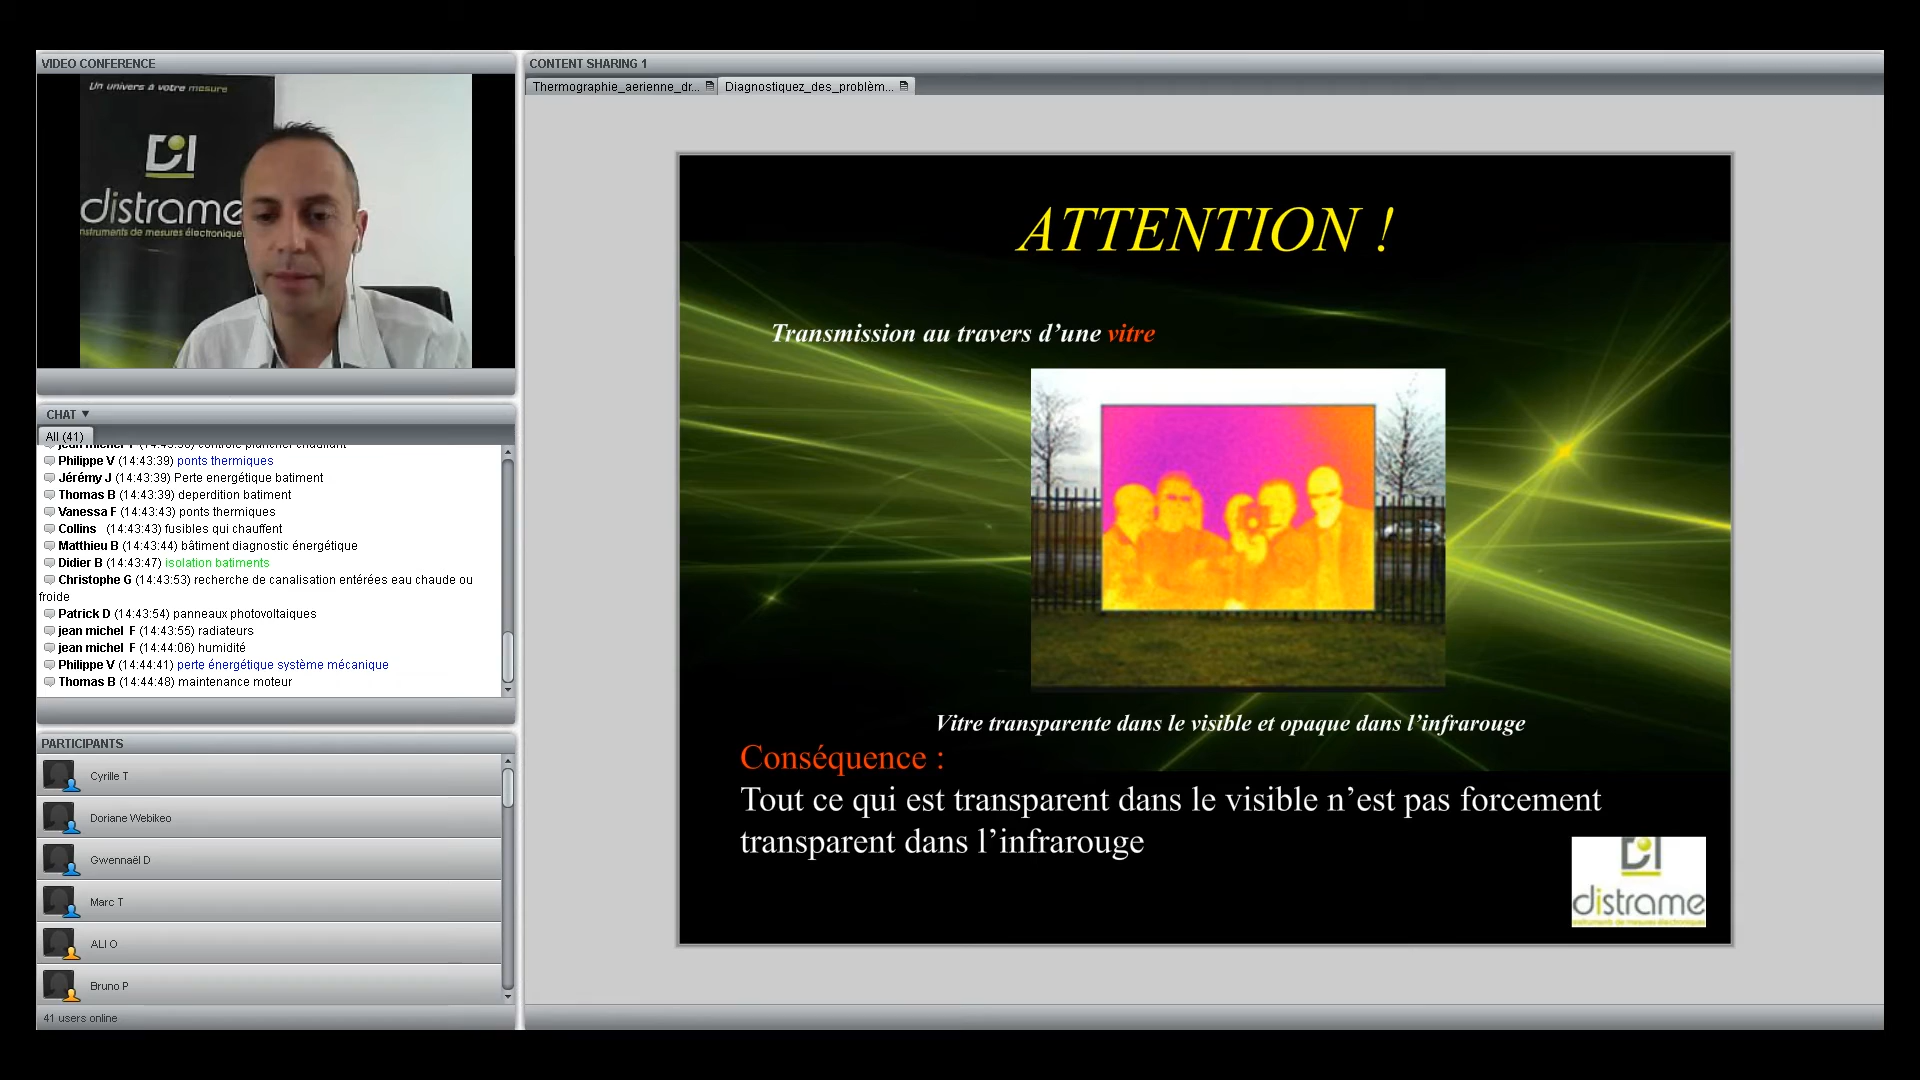 VIDEO CONFERENCE
Un univers à votre mesure
DI
distrame
instruments de mesures électroniques
CHAT ▼
All (41)
jean michel F (14:43:38) contrôle plancher chauffant
Philippe V (14:43:39) ponts thermiques
Jérémy J (14:43:39) Perte energétique batiment
Thomas B (14:43:39) deperdition batiment
Vanessa F (14:43:43) ponts thermiques
Collins (14:43:43) fusibles qui chauffent
Matthieu B (14:43:44) bâtiment diagnostic énergétique
Didier B (14:43:47) isolation batiments
Christophe G (14:43:53) recherche de canalisation entérées eau chaude ou
froide
Patrick D (14:43:54) panneaux photovoltaiques
jean michel F (14:43:55) radiateurs
jean michel F (14:44:06) humidité
Philippe V (14:44:41) perte énergétique système mécanique
Thomas B (14:44:48) maintenance moteur
PARTICIPANTS
Cyrille T
Doriane Webikeo
Gwennaël D
Marc T
ALI O
Bruno P
41 users online
CONTENT SHARING 1
Thermographie_aerienne_dr...
Diagnostiquez_des_problèm...
ATTENTION !
Transmission au travers d’une vitre
Vitre transparente dans le visible et opaque dans l’infrarouge
Conséquence :
Tout ce qui est transparent dans le visible n’est pas forcement
transparent dans l’infrarouge
DI
distrame
instruments de mesures électroniques